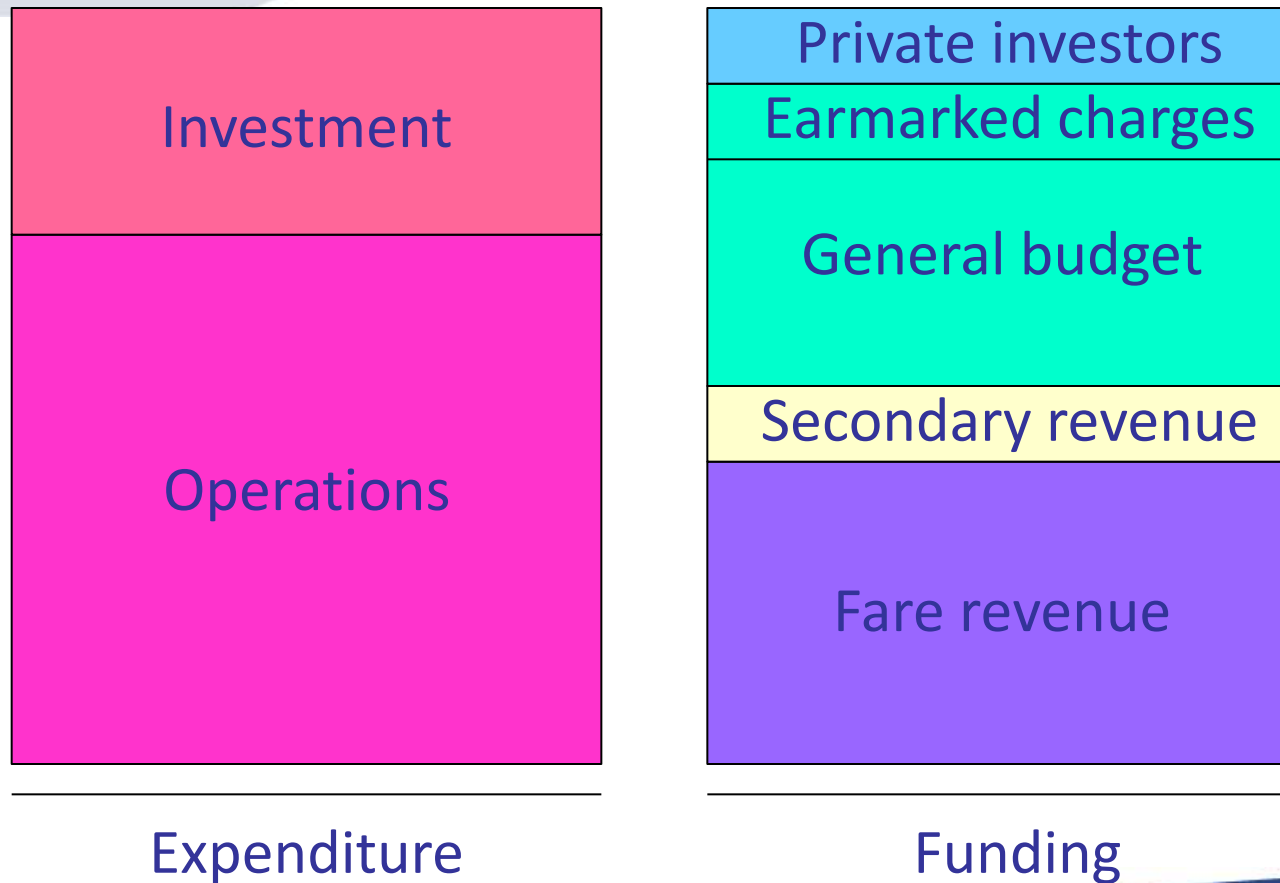 Investment
Operations
Expenditure
Private investors
Earmarked charges
General budget
Secondary revenue
Fare revenue
Funding